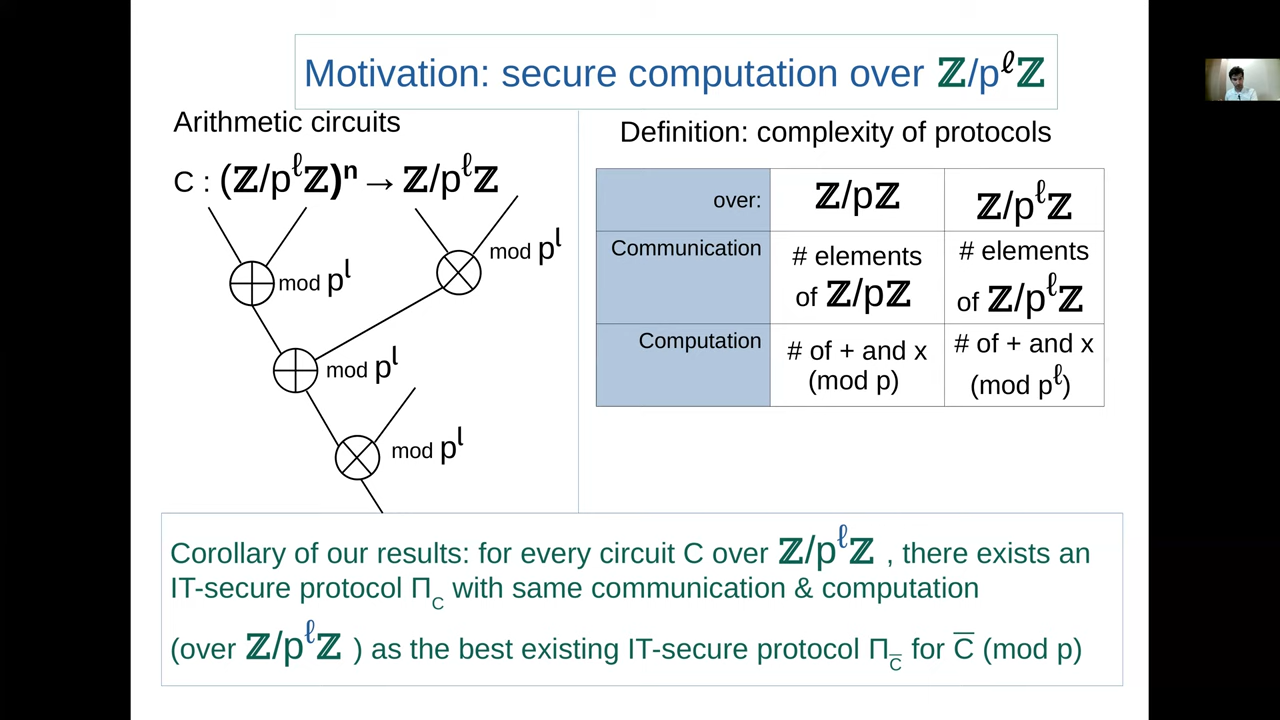 Motivation: secure computation over ℤ/pˡℤ
Arithmetic circuits
C : (ℤ/pˡℤ)ⁿ → ℤ/pˡℤ
mod pˡ
mod pˡ
mod pˡ
mod pˡ
Definition: complexity of protocols
over: ℤ/pℤ ℤ/pˡℤ
Communication # elements of ℤ/pℤ # elements of ℤ/pˡℤ
Computation # of + and x (mod p) # of + and x (mod pˡ)
Corollary of our results: for every circuit C over ℤ/pˡℤ , there exists an
IT-secure protocol Π_C with same communication & computation
(over ℤ/pˡℤ ) as the best existing IT-secure protocol Π_C̅ for C̅ (mod p)